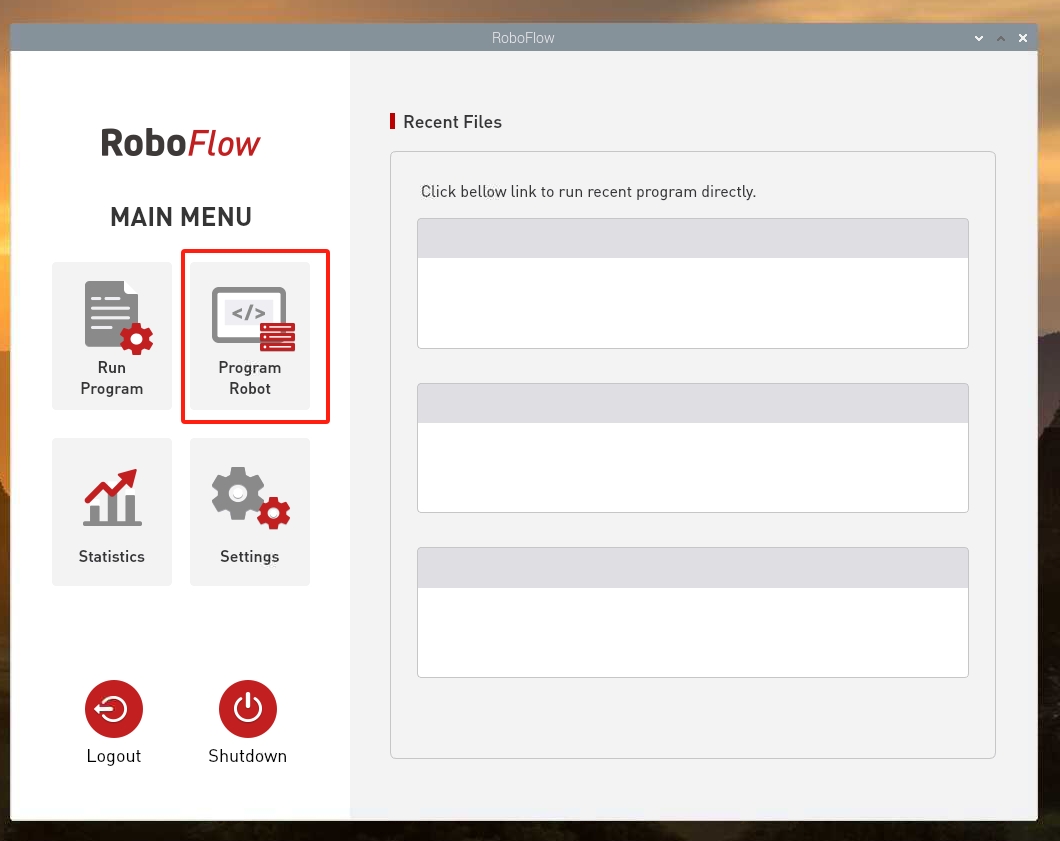 RoboFlow
RoboFlow
MAIN MENU
Run
Program
</>
Program
Robot
Statistics
Settings
Logout
Shutdown
Recent Files
Click bellow link to run recent program directly.